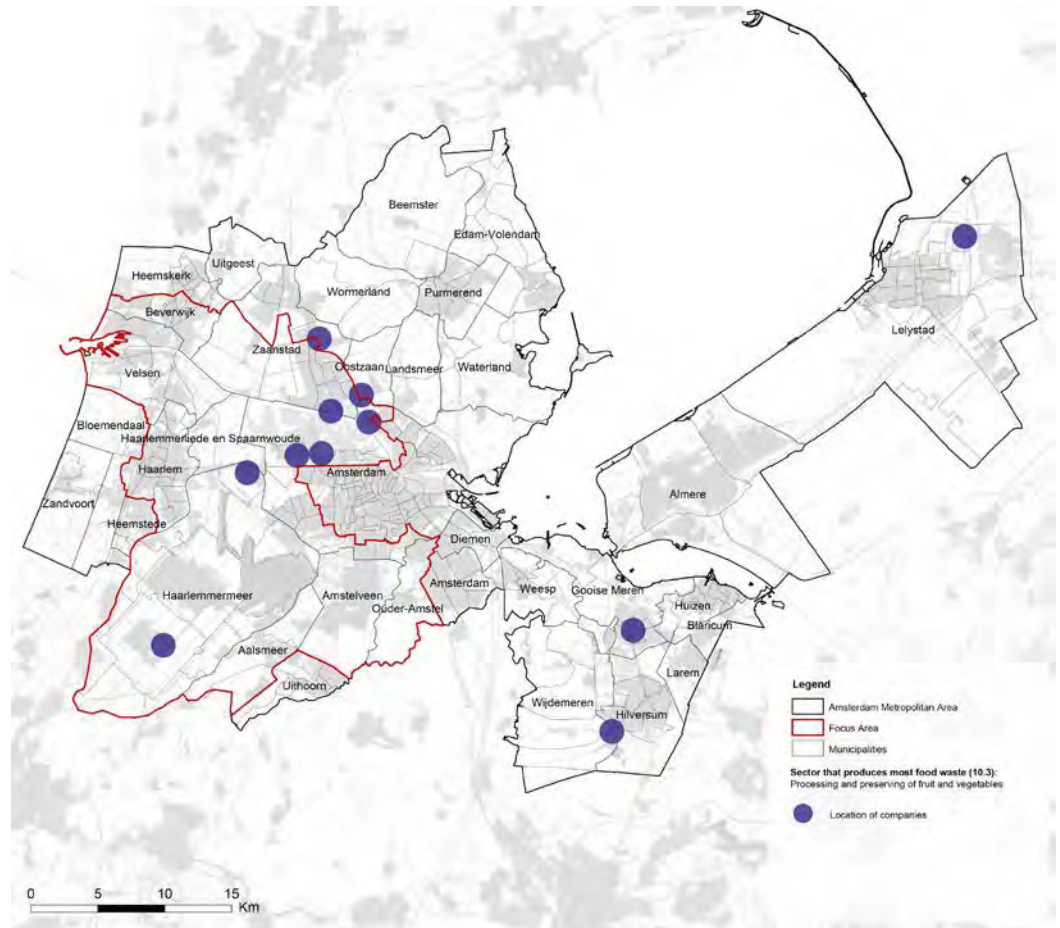 Beemster
Edam-Volendam
Uitgeest
Heemskerk
Wormerland
Purmerend
Beverwijk
Lelystad
Zaanstad
Oostzaan
Landsmeer
Waterland
Velsen
Bloemendaal
Haarlemmerliede en Spaarnwoude
Haarlem
Amsterdam
Almere
Zandvoort
Heemstede
Diemen
Amsterdam
Weesp
Gooise Meren
Haarlemmermeer
Amstelveen
Ouder-Amstel
Huizen
Blaricum
Aalsmeer
Larem
Uithoorn
Wijdemeren
Hilversum
Legend
Amsterdam Metropolitan Area
Focus Area
Municipalities
Sector that produces most food waste (10.3):
Processing and preserving of fruit and vegetables
Location of companies
0 5 10 15
Km